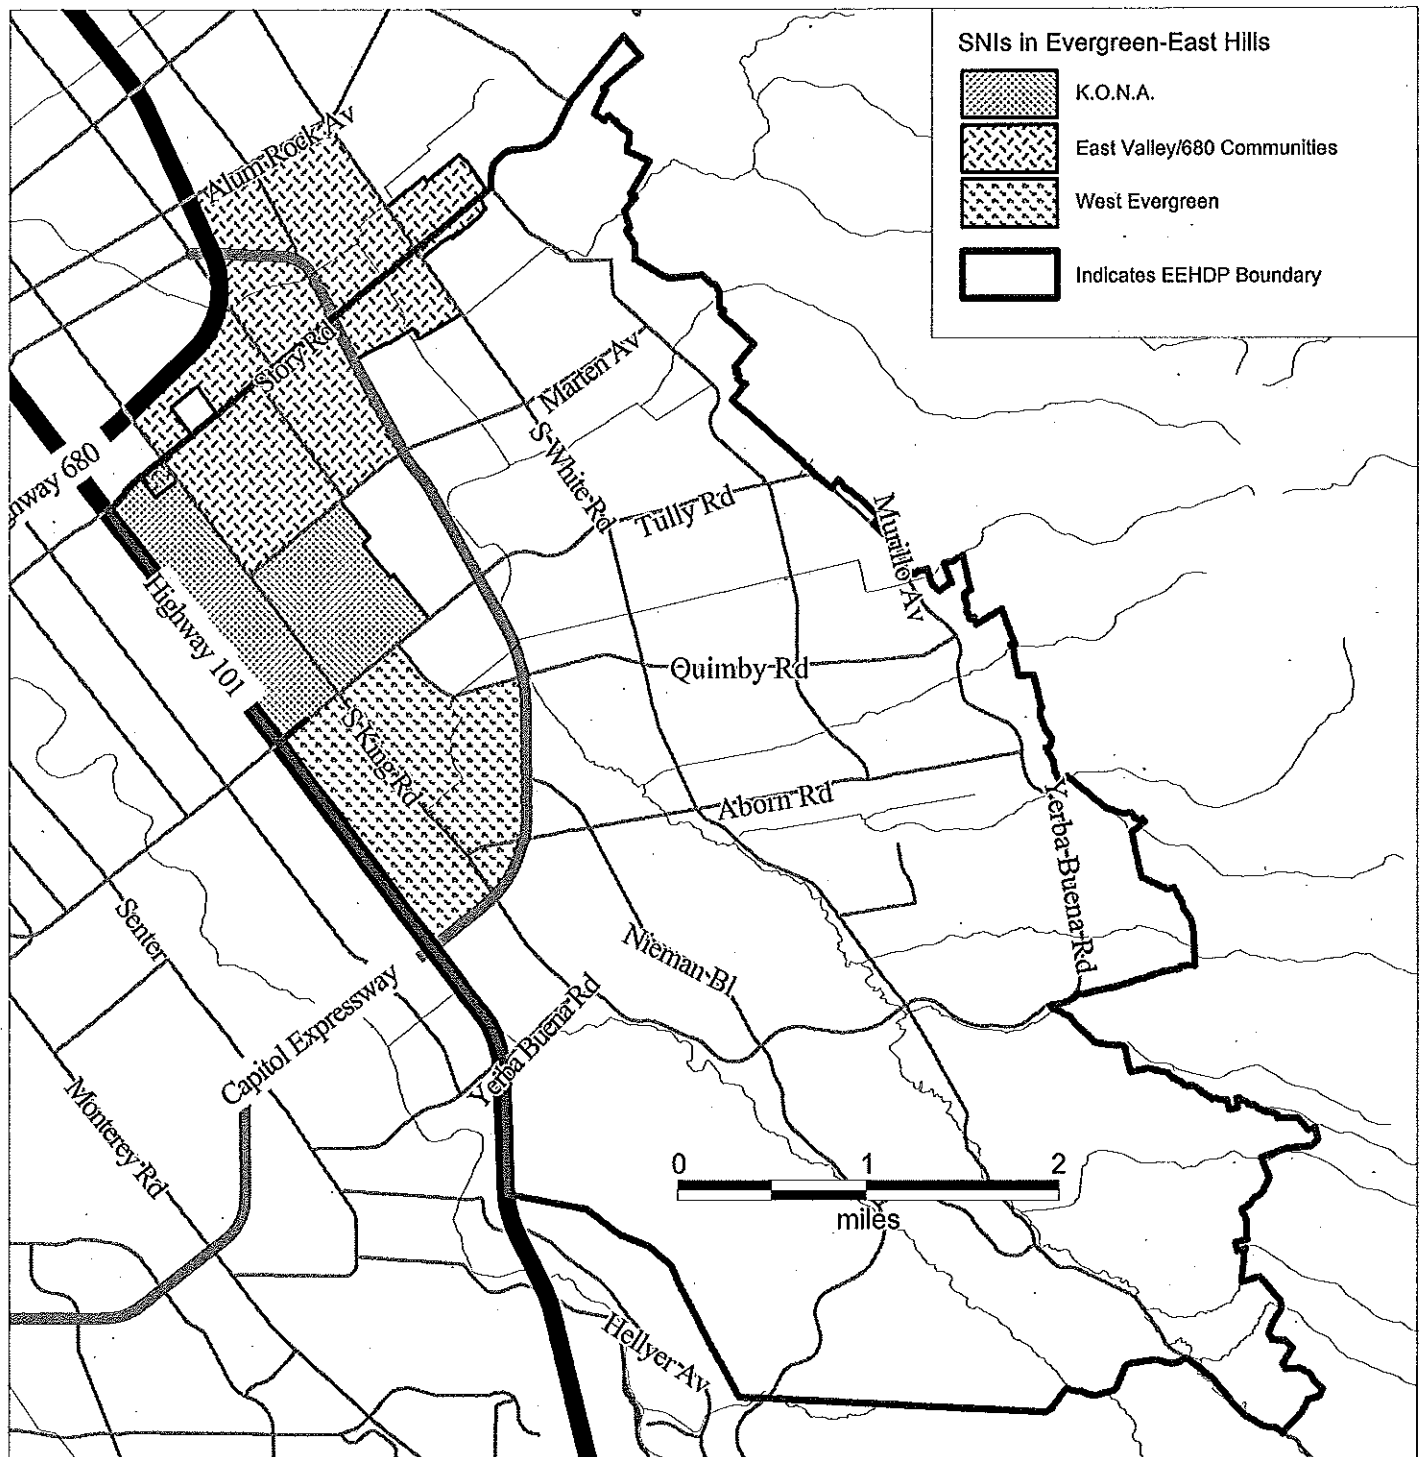 SNIs in Evergreen-East Hills
K.O.N.A.
East Valley/680 Communities
West Evergreen
Indicates EEHDP Boundary
Alum Rock Av
Story Rd
Marten Av
S White Rd
Tully Rd
Murillo Av
Highway 680
Highway 101
Quimby Rd
S King Rd
Aborn Rd
Yerba Buena Rd
Senter
Nieman Bl
Capitol Expressway
Yerba Buena Rd
Monterey Rd
0 1 2
miles
Hellyer Av